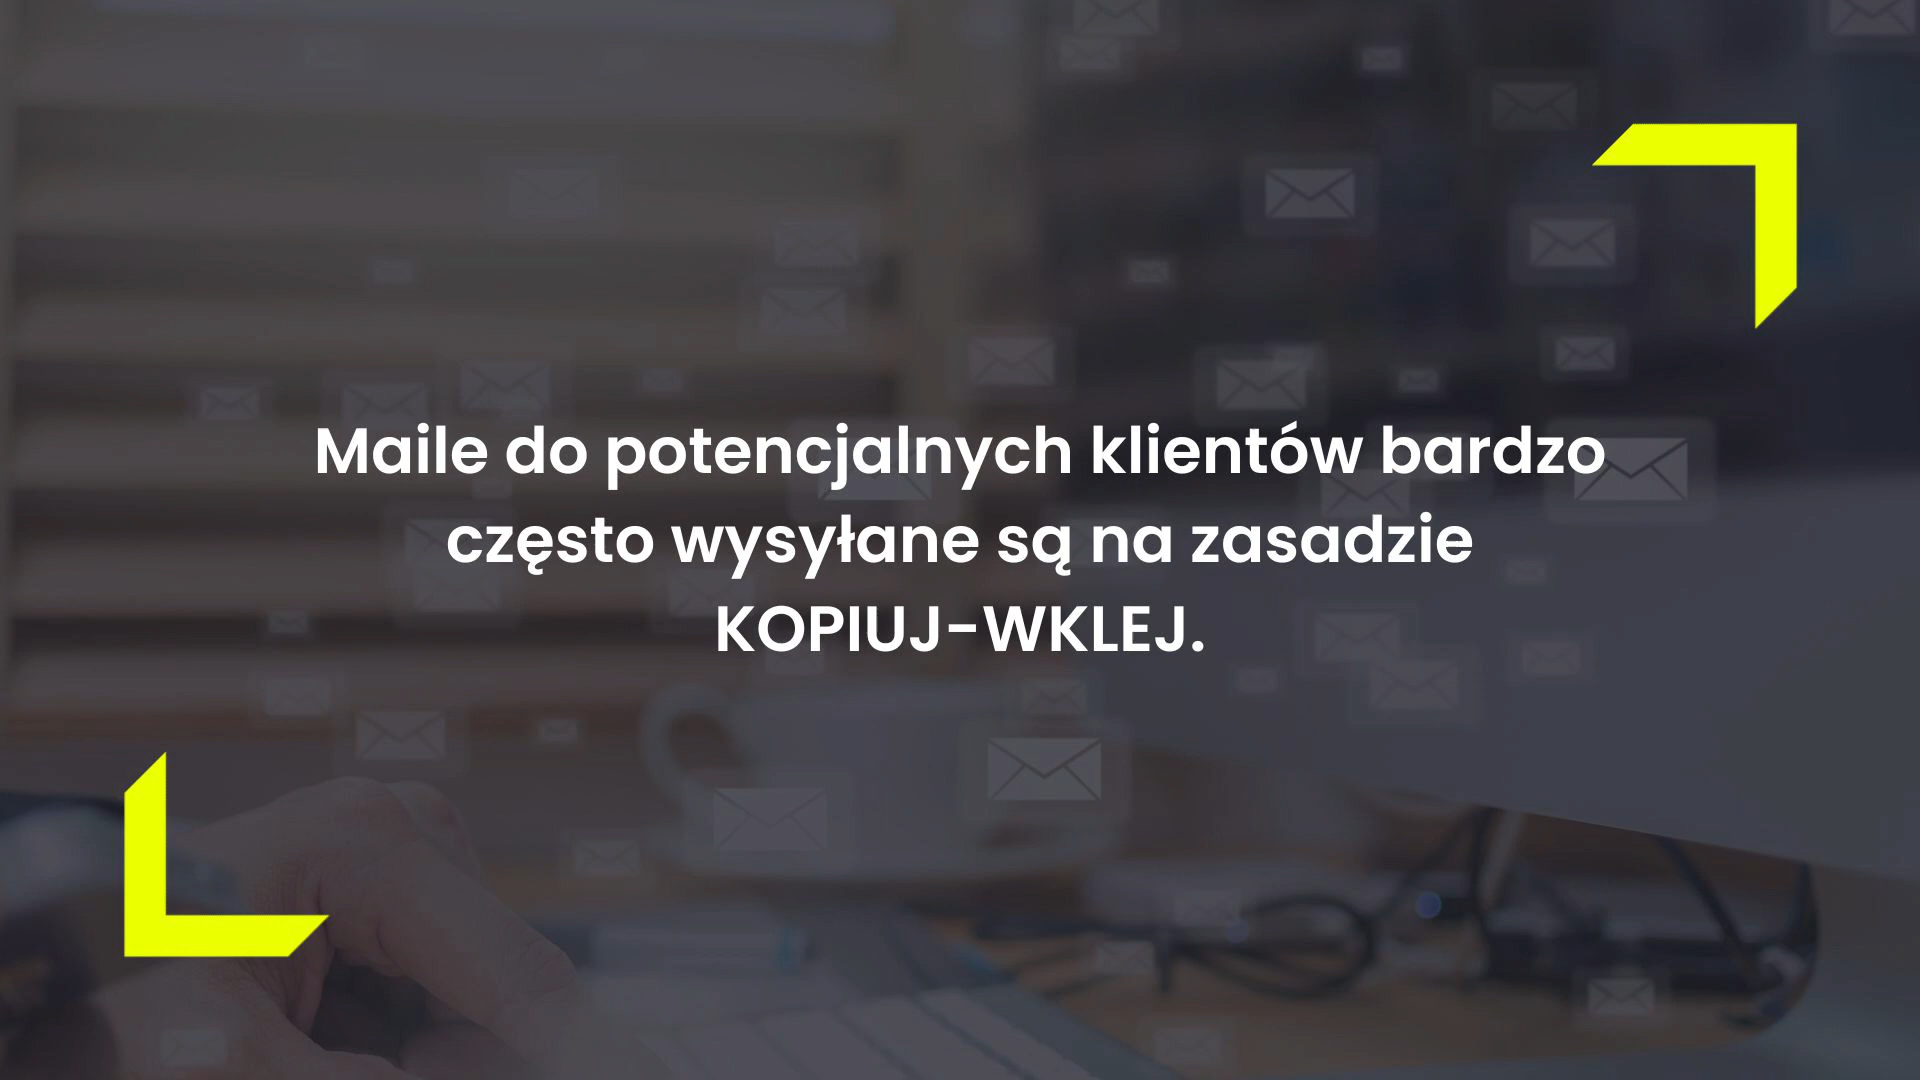 Maile do potencjalnych klientów bardzo
często wysyłane są na zasadzie
KOPIUJ-WKLEJ.